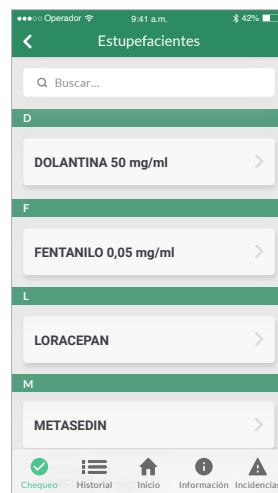 Operador 9:41 a.m. 42%
Estupefacientes
Buscar...
D
DOLANTINA 50 mg/ml
F
FENTANILO 0,05 mg/ml
L
LORACEPAN
M
METASEDIN
Chequeo Historial Inicio Información Incidencias